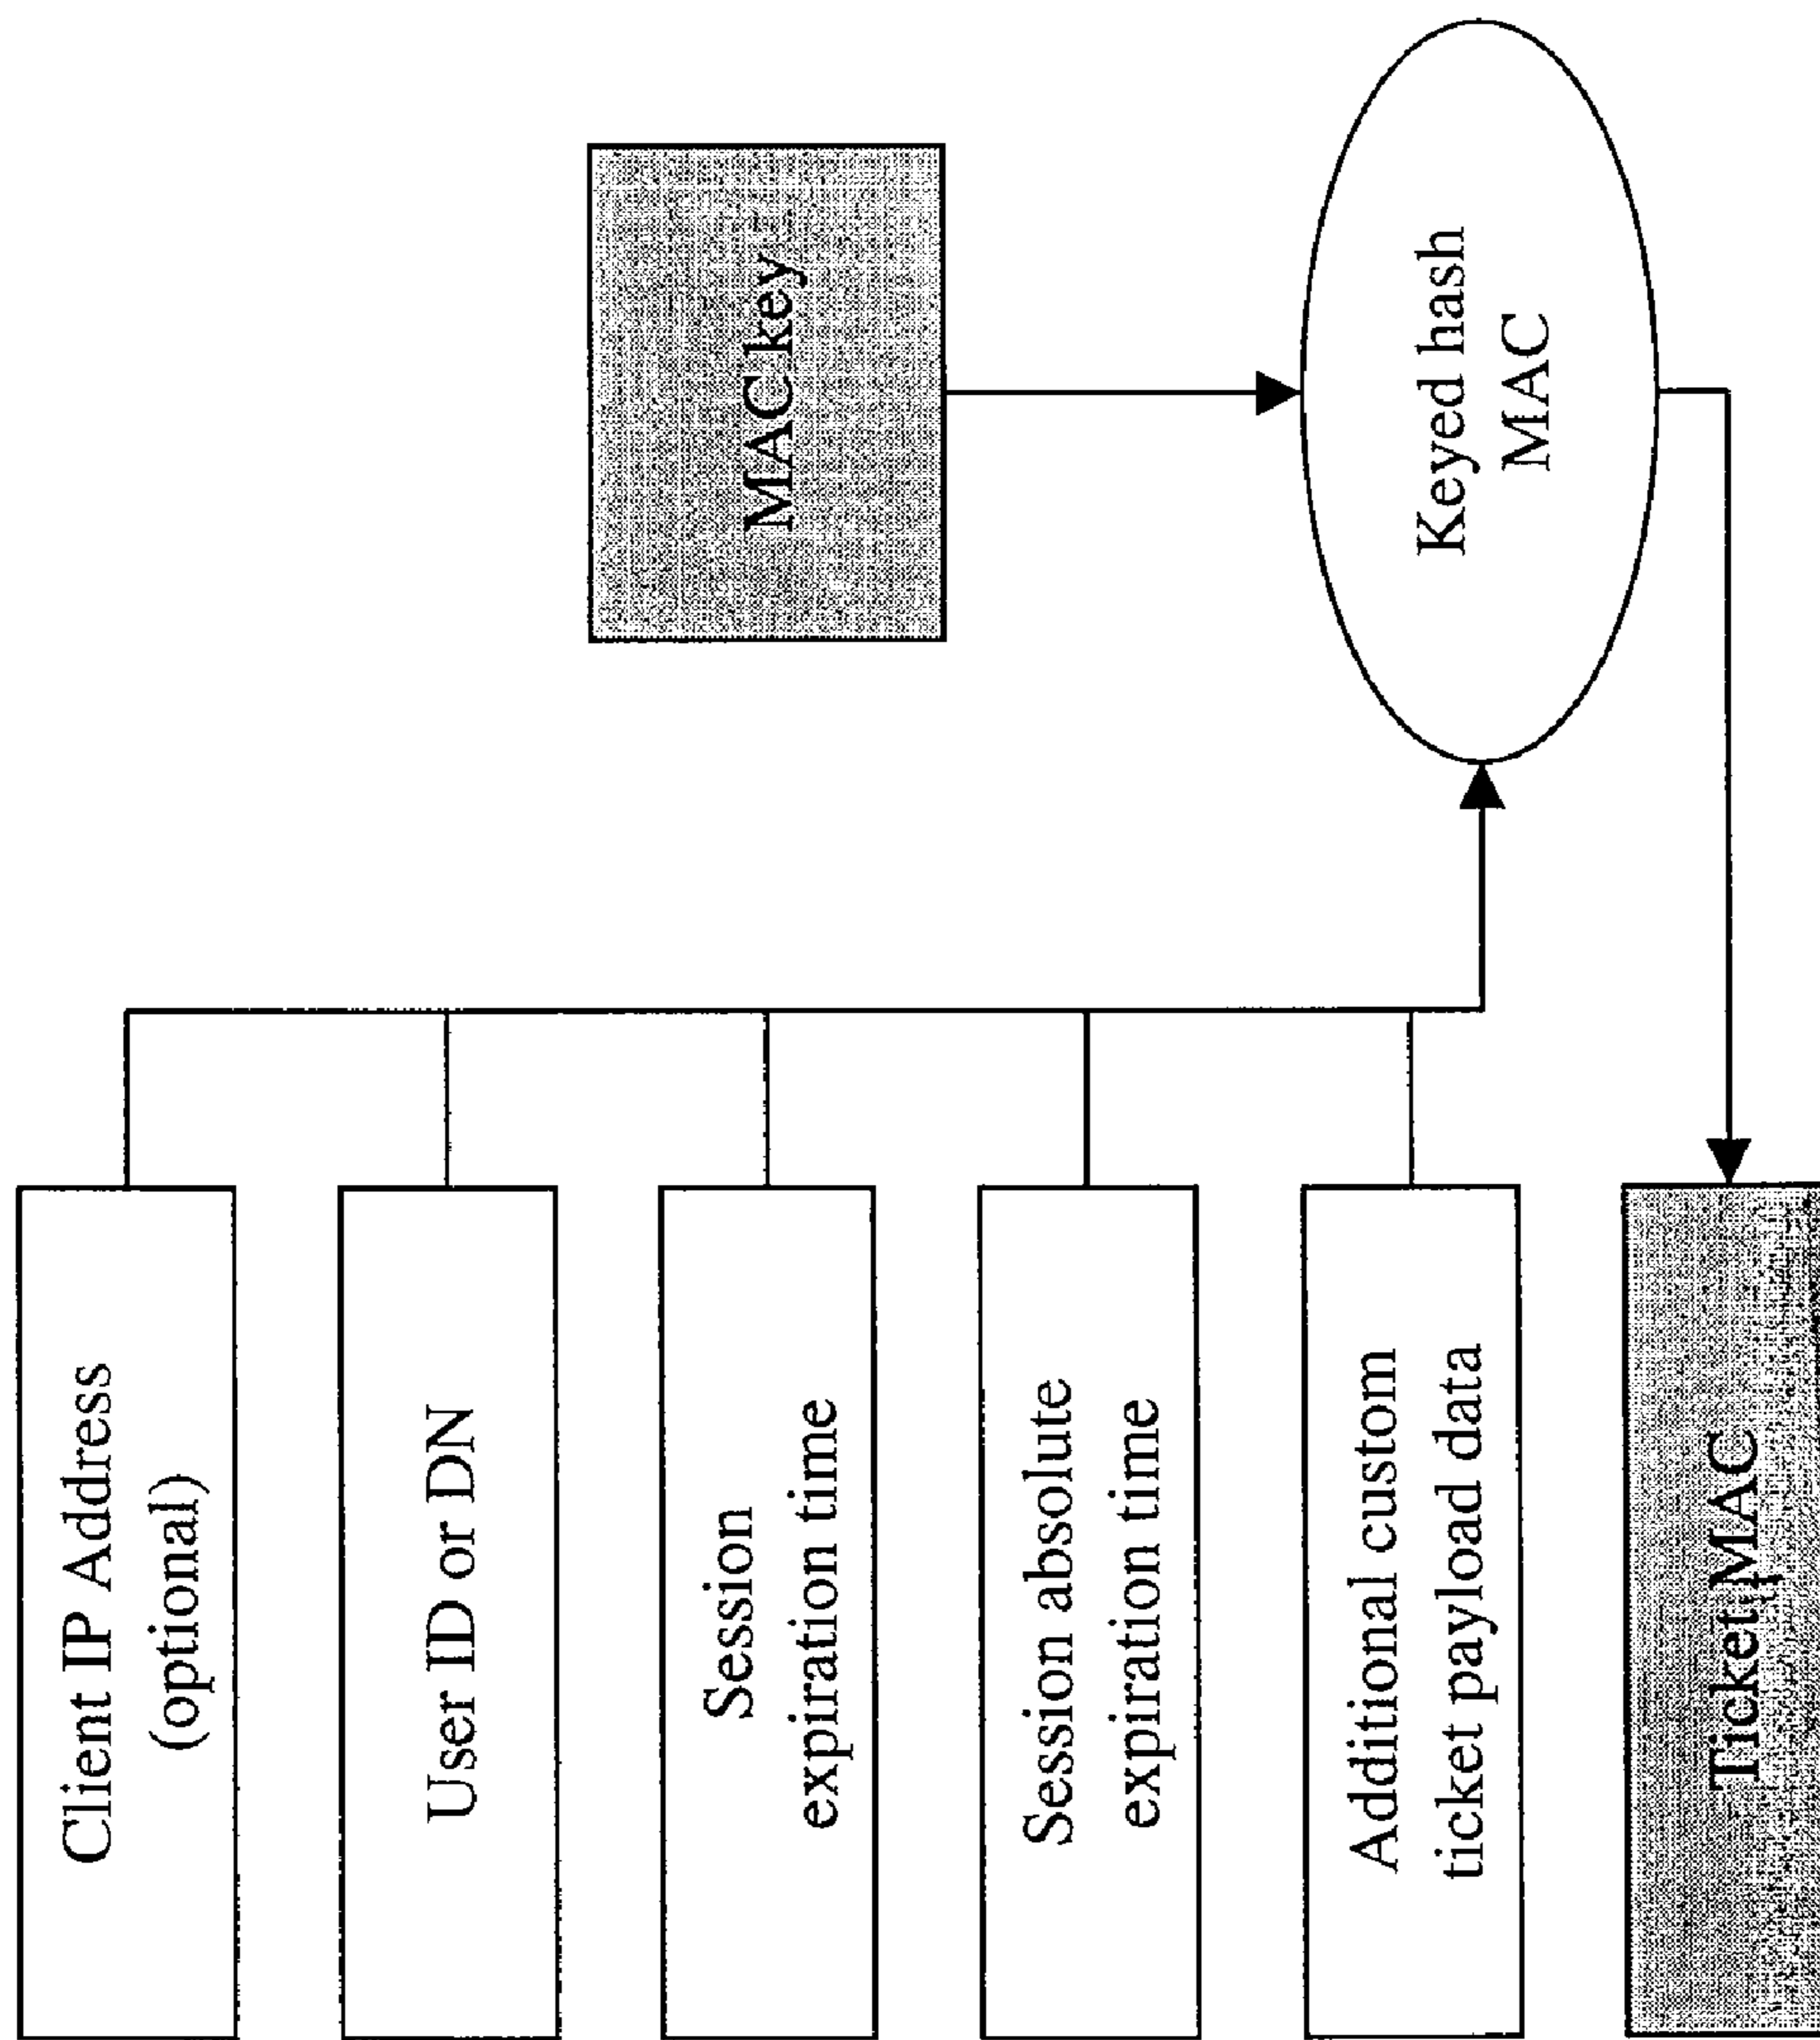 Client IP Address
(optional)
User ID or DN
Session
expiration time
Session absolute
expiration time
Additional custom
ticket payload data
Ticket MAC
MAC key
Keyed hash
MAC